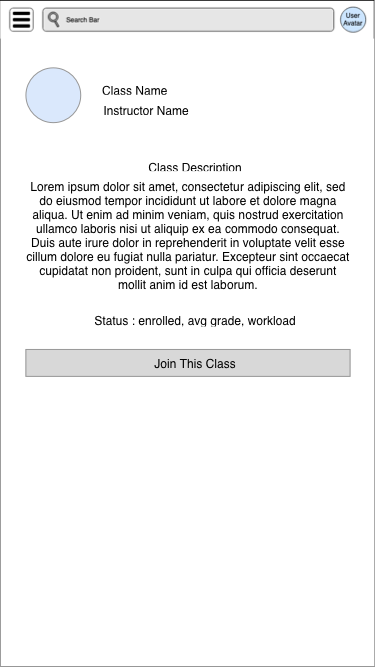 Search Bar
User
Avatar
Class Name
Instructor Name
Class Description
Lorem ipsum dolor sit amet, consectetur adipiscing elit, sed
do eiusmod tempor incididunt ut labore et dolore magna
aliqua. Ut enim ad minim veniam, quis nostrud exercitation
ullamco laboris nisi ut aliquip ex ea commodo consequat.
Duis aute irure dolor in reprehenderit in voluptate velit esse
cillum dolore eu fugiat nulla pariatur. Excepteur sint occaecat
cupidatat non proident, sunt in culpa qui officia deserunt
mollit anim id est laborum.
Status : enrolled, avg grade, workload
Join This Class